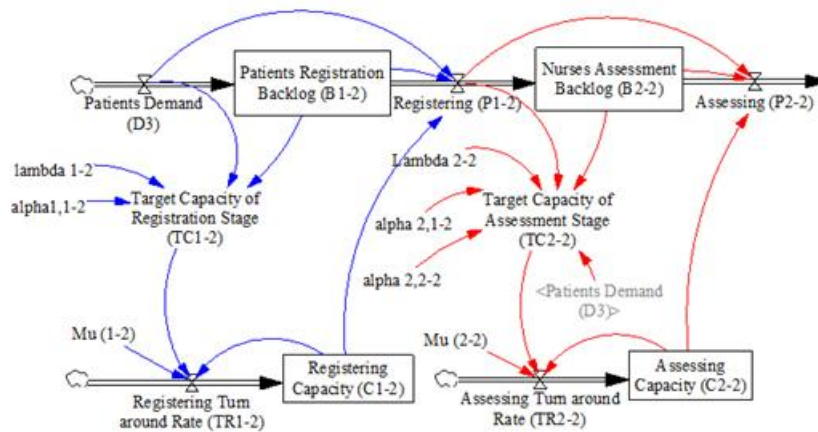 Patients Demand
(D3)
Patients Registration
Backlog (B1-2)
Registering (P1-2)
Nurses Assessment
Backlog (B2-2)
Assessing (P2-2)
lambda 1-2
alpha1,1-2
Target Capacity of
Registration Stage
(TC1-2)
Lambda 2-2
alpha 2,1-2
alpha 2,2-2
Target Capacity of
Assessment Stage
(TC2-2)
<Patients Demand
(D3)>
Mu (1-2)
Registering Turn
around Rate (TR1-2)
Registering
Capacity (C1-2)
Mu (2-2)
Assessing Turn around
Rate (TR2-2)
Assessing
Capacity (C2-2)